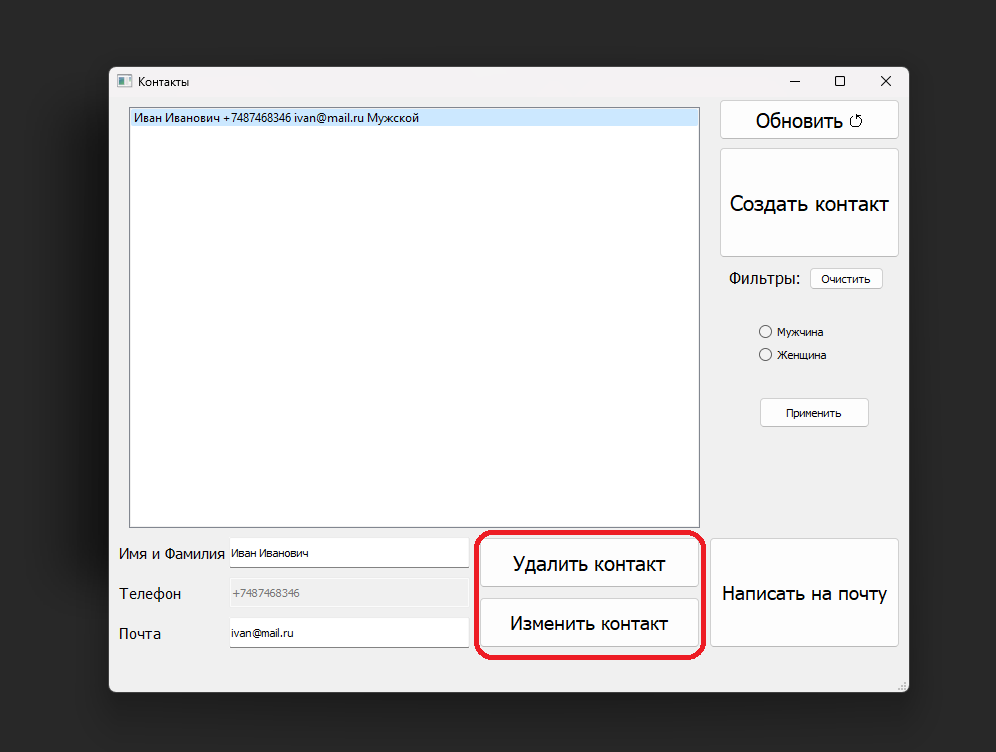 Контакты
Иван Иванович +7487468346 ivan@mail.ru Мужской
Обновить
Создать контакт
Фильтры:
Очистить
Мужчина
Женщина
Применить
Имя и Фамилия
Иван Иванович
Телефон
+7487468346
Почта
ivan@mail.ru
Удалить контакт
Изменить контакт
Написать на почту